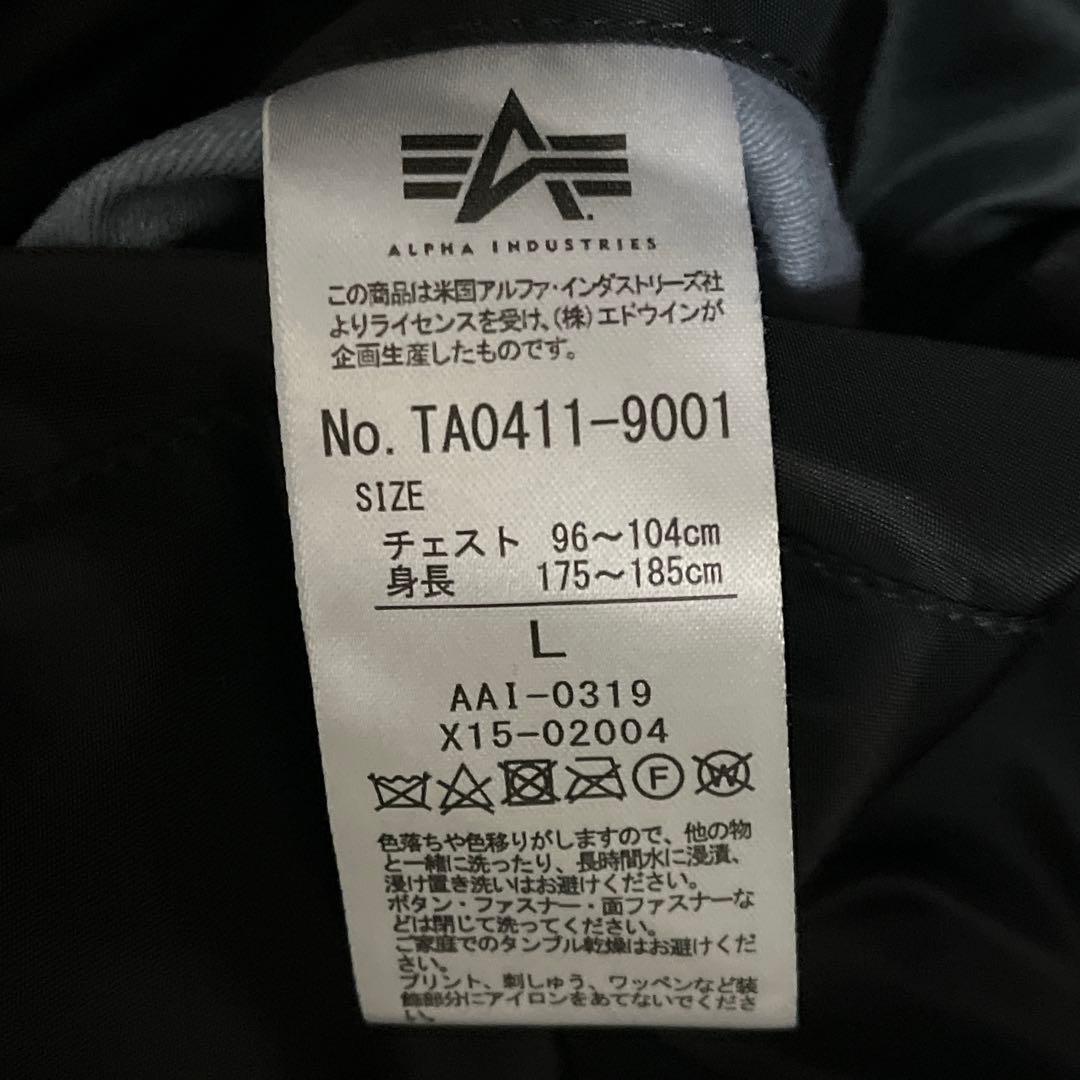 ALPHA INDUSTRIES
この商品は米国アルファ・インダストリーズ社
よりライセンスを受け、(株)エドウインが
企画生産したものです。
No. TA0411-9001
SIZE
チェスト 96～104cm
身長 175～185cm
L
AAI-0319
X15-02004
F W
色落ちや色移りがしますので、他の物
と一緒に洗ったり、長時間水に浸漬、
浸け置き洗いはお避けください。
ボタン・ファスナー・面ファスナーな
どは閉じて洗ってください。
ご家庭でのタンブル乾燥はお避けくだ
さい。
プリント、刺しゅう、ワッペンなど装
飾部分にアイロンをあてないでくださ
い。